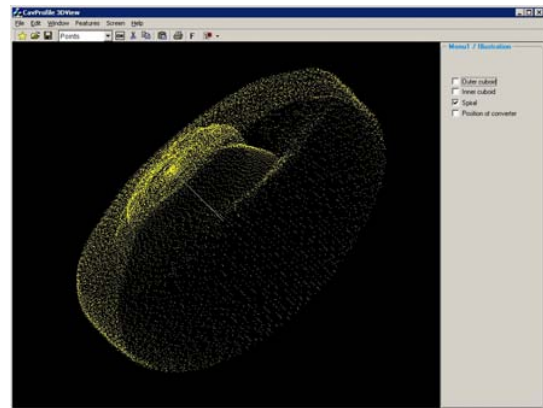 CavProfile 3DView
File Edit Window Features Screen Help
Points
F
Menu1 / Illustration
Outer cuboid
Inner cuboid
Spiral
Position of converter